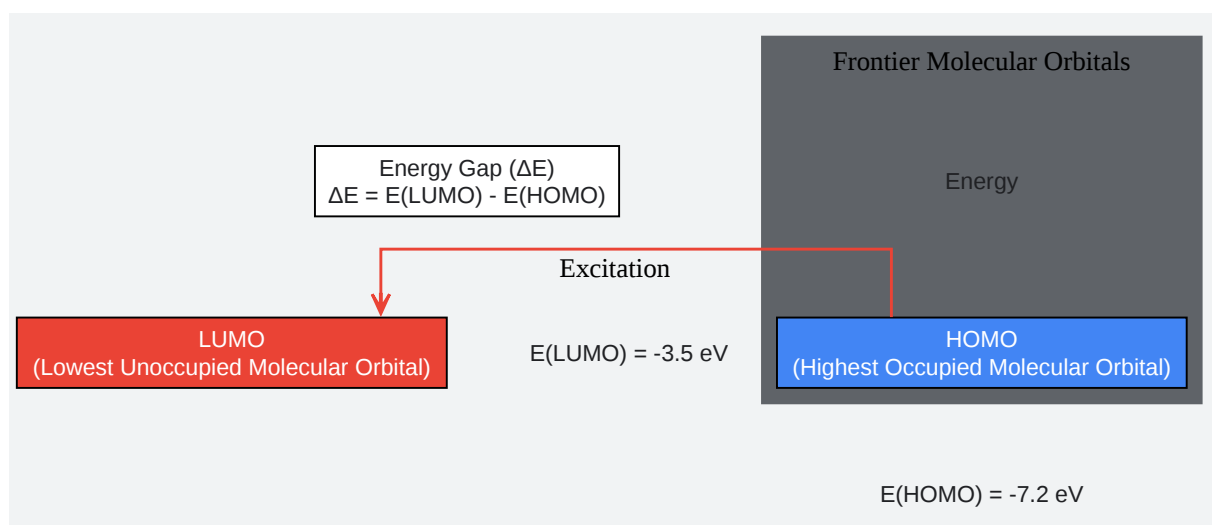 Frontier Molecular Orbitals
Energy Gap (ΔE)
ΔE = E(LUMO) - E(HOMO)
Energy
Excitation
LUMO
(Lowest Unoccupied Molecular Orbital)
E(LUMO) = -3.5 eV
HOMO
(Highest Occupied Molecular Orbital)
E(HOMO) = -7.2 eV